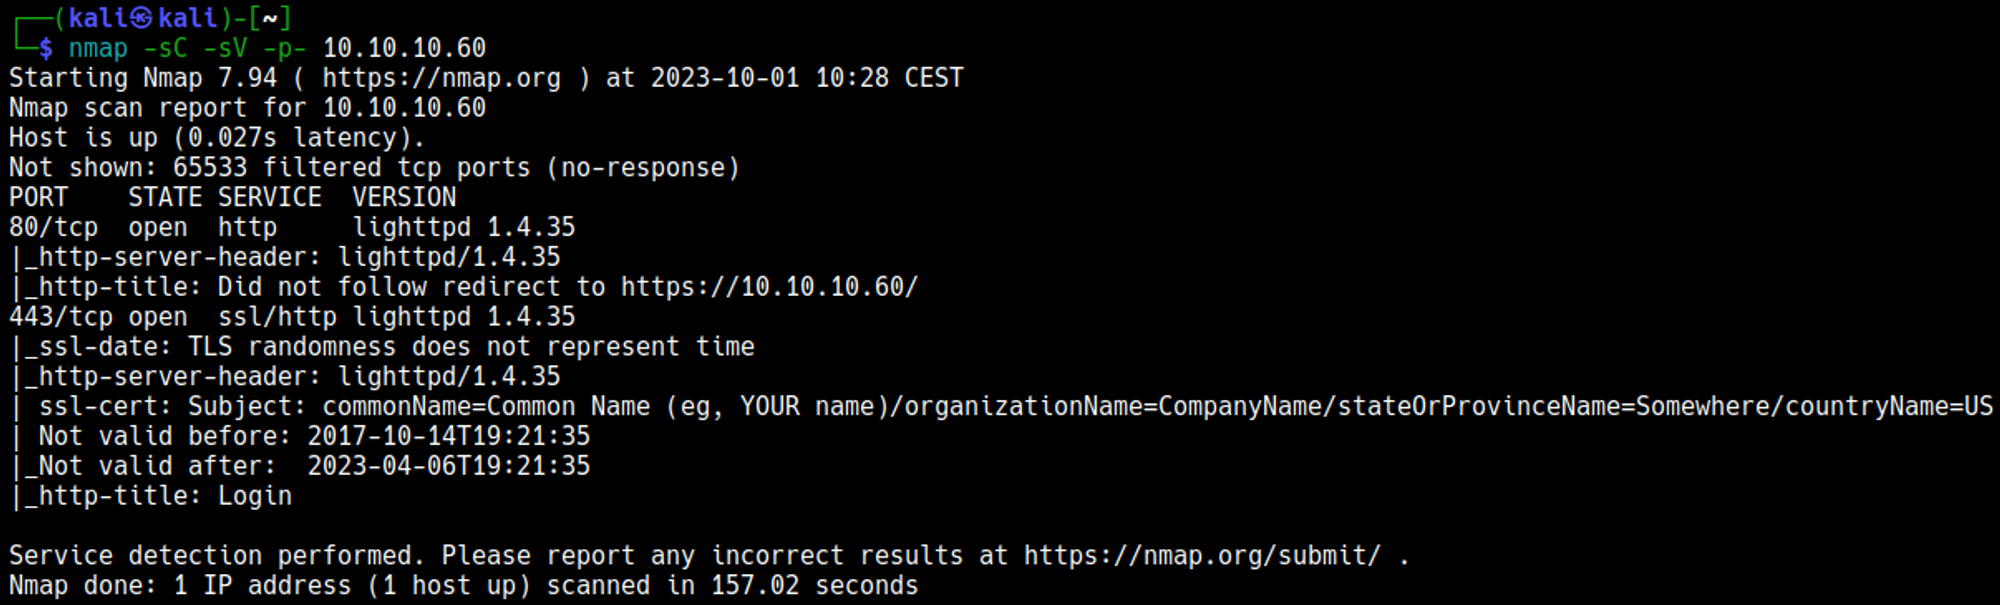 ┌──(kali㉿kali)-[~]
└─$ nmap -sC -sV -p- 10.10.10.60
Starting Nmap 7.94 ( https://nmap.org ) at 2023-10-01 10:28 CEST
Nmap scan report for 10.10.10.60
Host is up (0.027s latency).
Not shown: 65533 filtered tcp ports (no-response)
PORT    STATE SERVICE  VERSION
80/tcp  open  http     lighttpd 1.4.35
|_http-server-header: lighttpd/1.4.35
|_http-title: Did not follow redirect to https://10.10.10.60/
443/tcp open  ssl/http lighttpd 1.4.35
|_ssl-date: TLS randomness does not represent time
|_http-server-header: lighttpd/1.4.35
| ssl-cert: Subject: commonName=Common Name (eg, YOUR name)/organizationName=CompanyName/stateOrProvinceName=Somewhere/countryName=US
| Not valid before: 2017-10-14T19:21:35
|_Not valid after:  2023-04-06T19:21:35
|_http-title: Login
Service detection performed. Please report any incorrect results at https://nmap.org/submit/ .
Nmap done: 1 IP address (1 host up) scanned in 157.02 seconds